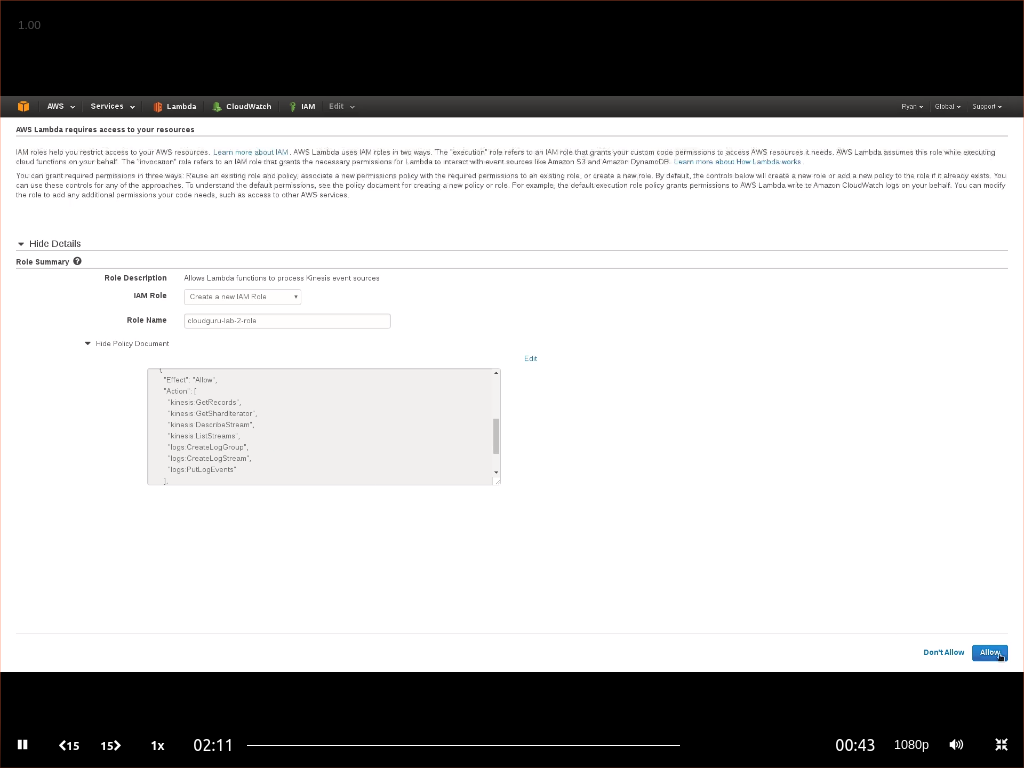 1.00
AWS Services Lambda CloudWatch IAM Edit Ryan Global Support
AWS Lambda requires access to your resources
IAM roles help you restrict access to your AWS resources. Learn more about IAM. AWS Lambda uses IAM roles in two ways. The "execution" role refers to an IAM role that grants your custom code permissions to access AWS resources it needs. AWS Lambda assumes this role while executing
cloud functions on your behalf. The "invocation" role refers to an IAM role that grants the necessary permissions for Lambda to interact with event sources like Amazon S3 and Amazon DynamoDB. Learn more about How Lambda works.
You can grant required permissions in three ways: Reuse an existing role and policy, associate a new permissions policy with the required permissions to an existing role, or create a new role. By default, the controls below will create a new role or add a new policy to the role if it already exists. You
can use these controls for any of the approaches. To understand the default permissions, see the policy document for creating a new policy or role. For example, the default execution role policy grants permissions to AWS Lambda write to Amazon CloudWatch logs on your behalf. You can modify
the role to add any additional permissions your code needs, such as access to other AWS services.
Hide Details
Role Summary ?
Role Description Allows Lambda functions to process Kinesis event sources
IAM Role Create a new IAM Role
Role Name cloudguru-lab-2-role
Hide Policy Document
Edit
{
"Effect": "Allow",
"Action": [
"kinesis:GetRecords",
"kinesis:GetShardIterator",
"kinesis:DescribeStream",
"kinesis:ListStreams",
"logs:CreateLogGroup",
"logs:CreateLogStream",
"logs:PutLogEvents"
],
Don't Allow Allow
15 15 1x 02:11 00:43 1080p